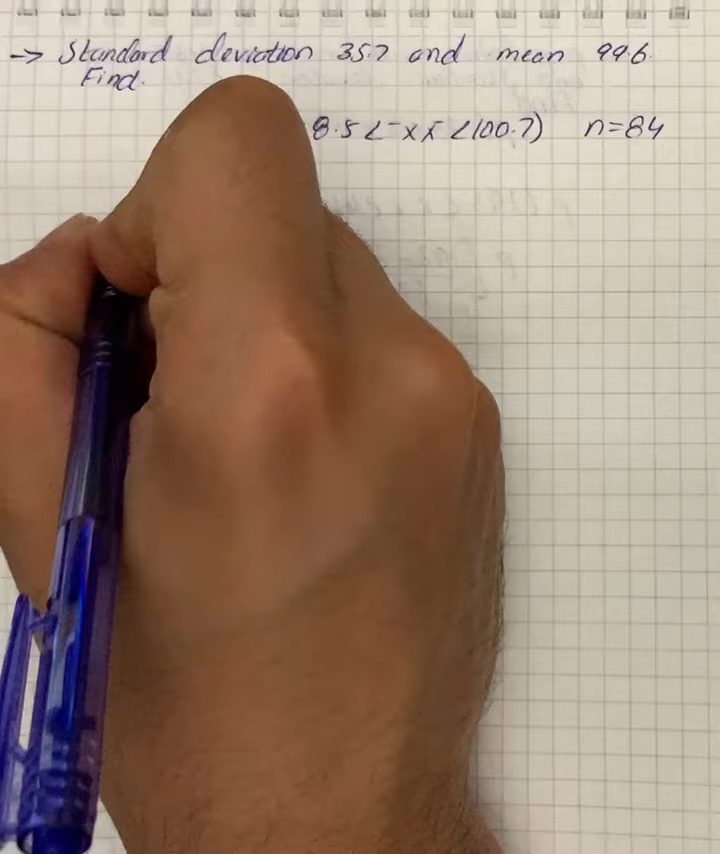 → Standard deviation 35.7 and mean 99.6
Find.
8.5 < x < 100.7) n=84